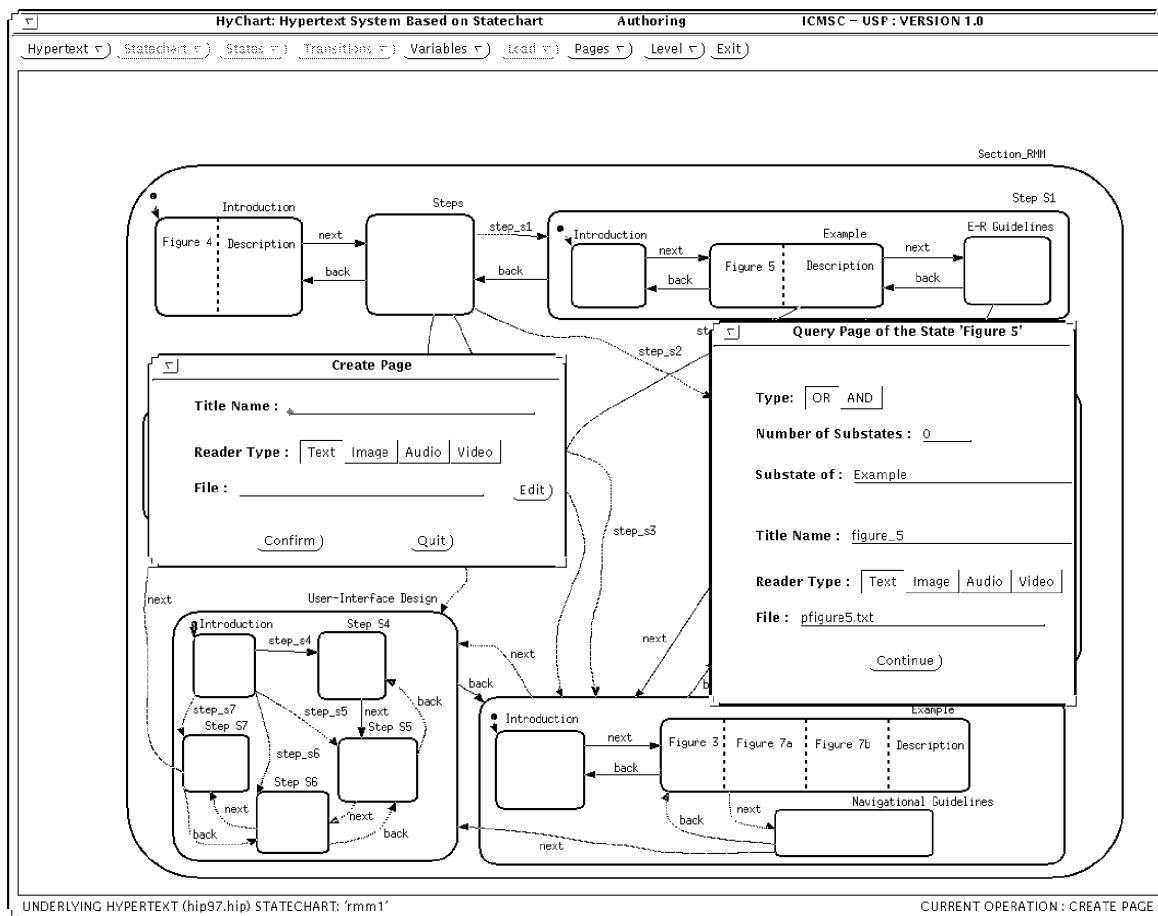 HyChart: Hypertext System Based on Statechart Authoring ICMSC – USP : VERSION 1.0
Hypertext Statechart States Transitions Variables Load Pages Level Exit
Section_RMM
Introduction
Figure 4
Description
next
back
Steps
step_s1
back
Step S1
Introduction
next
back
Example
Figure 5
Description
next
back
E-R Guidelines
step_s2
Create Page
Title Name :
Reader Type : Text Image Audio Video
File :
Edit
Confirm
Quit
Query Page of the State 'Figure 5'
Type: OR AND
Number of Substates : 0
Substate of : Example
Title Name : figure_5
Reader Type : Text Image Audio Video
File : pfigure5.txt
Continue
step_s3
next
next
next
back
User-Interface Design
Introduction
step_s4
Step S4
step_s7
step_s5
next
back
Step S7
Step S5
step_s6
Step S6
next
next
back
back
Introduction
next
back
Example
Figure 3
Figure 7a
Figure 7b
Description
next
back
Navigational Guidelines
next
UNDERLYING HYPERTEXT (hip97.hip) STATECHART: 'rmm1'
CURRENT OPERATION : CREATE PAGE